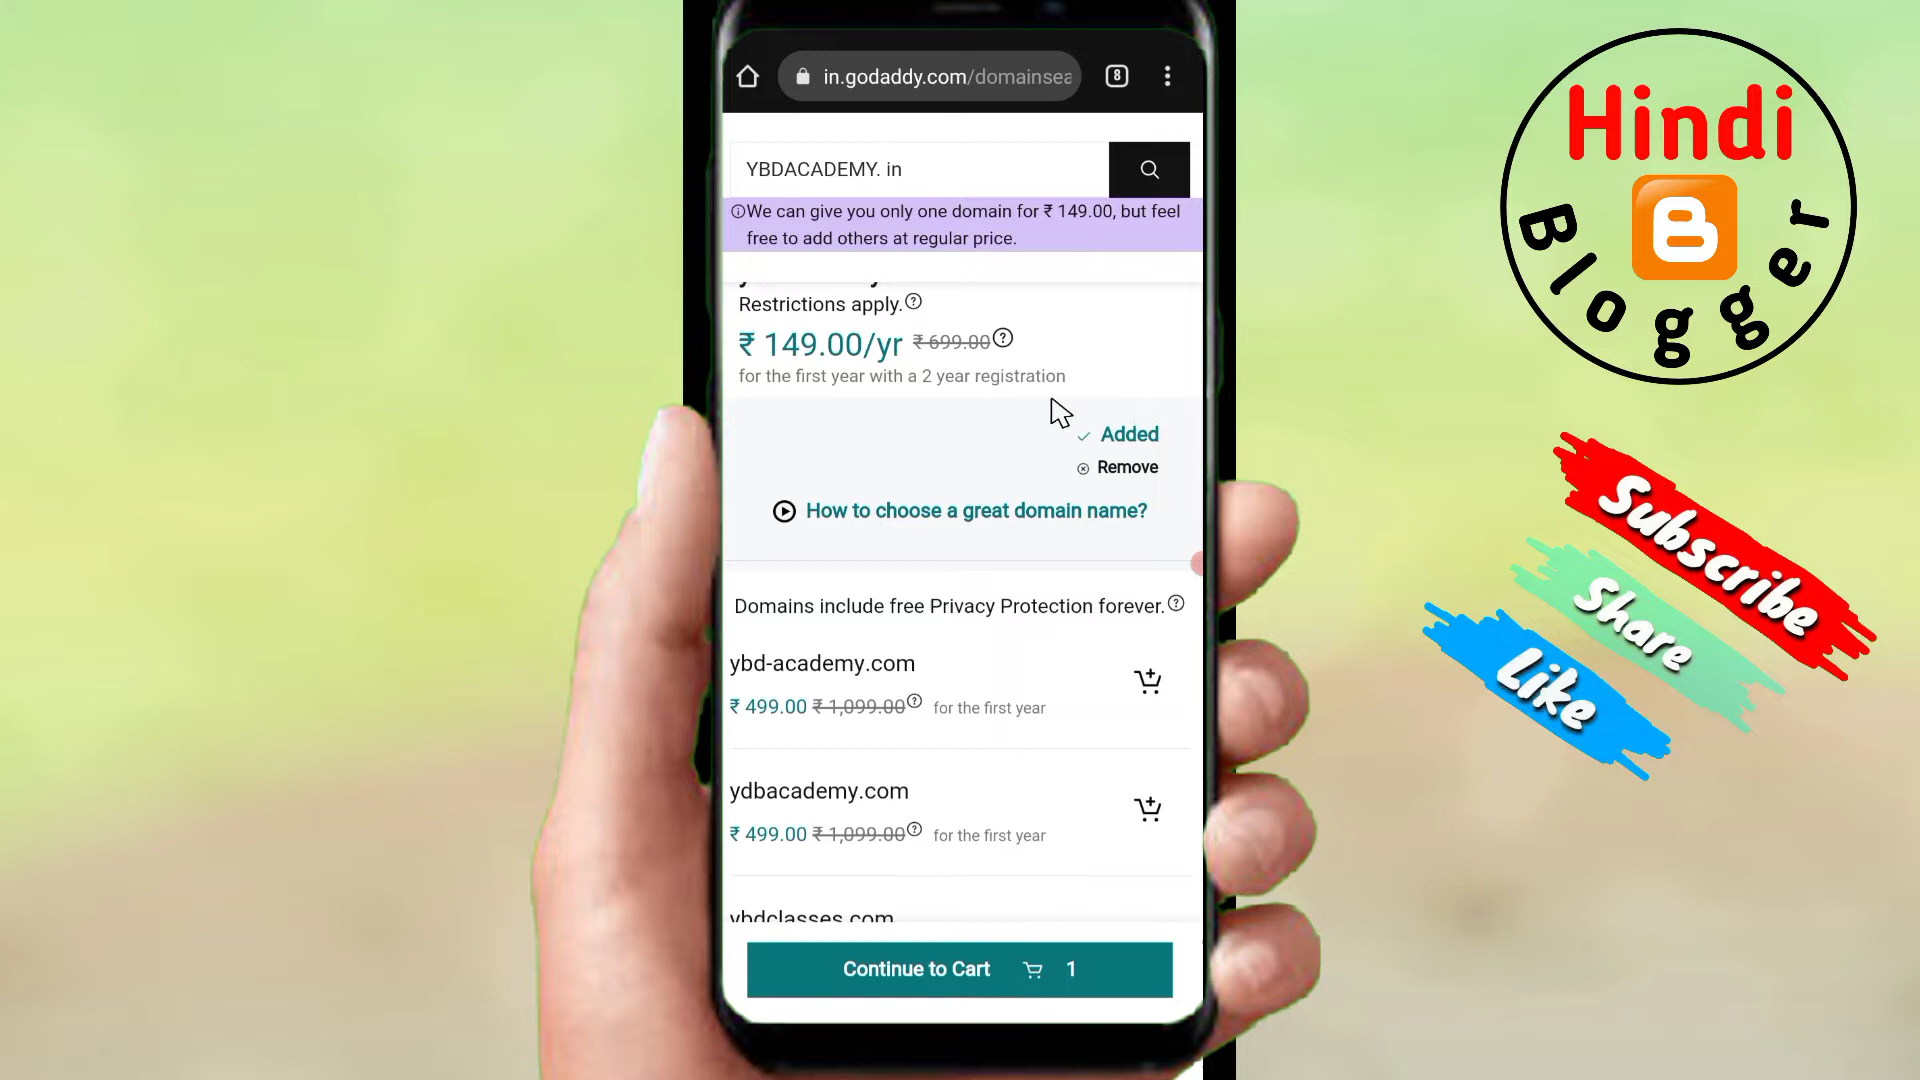 in.godaddy.com/domainsea
8
YBDACADEMY. in
We can give you only one domain for ₹ 149.00, but feel
free to add others at regular price.
Restrictions apply.
₹ 149.00/yr ₹ 699.00
for the first year with a 2 year registration
Added
Remove
How to choose a great domain name?
Domains include free Privacy Protection forever.
ybd-academy.com
₹ 499.00 ₹ 1,099.00 for the first year
ydbacademy.com
₹ 499.00 ₹ 1,099.00 for the first year
ybdclasses.com
Continue to Cart 1
Hindi
B
Blogger
Subscribe
Share
Like